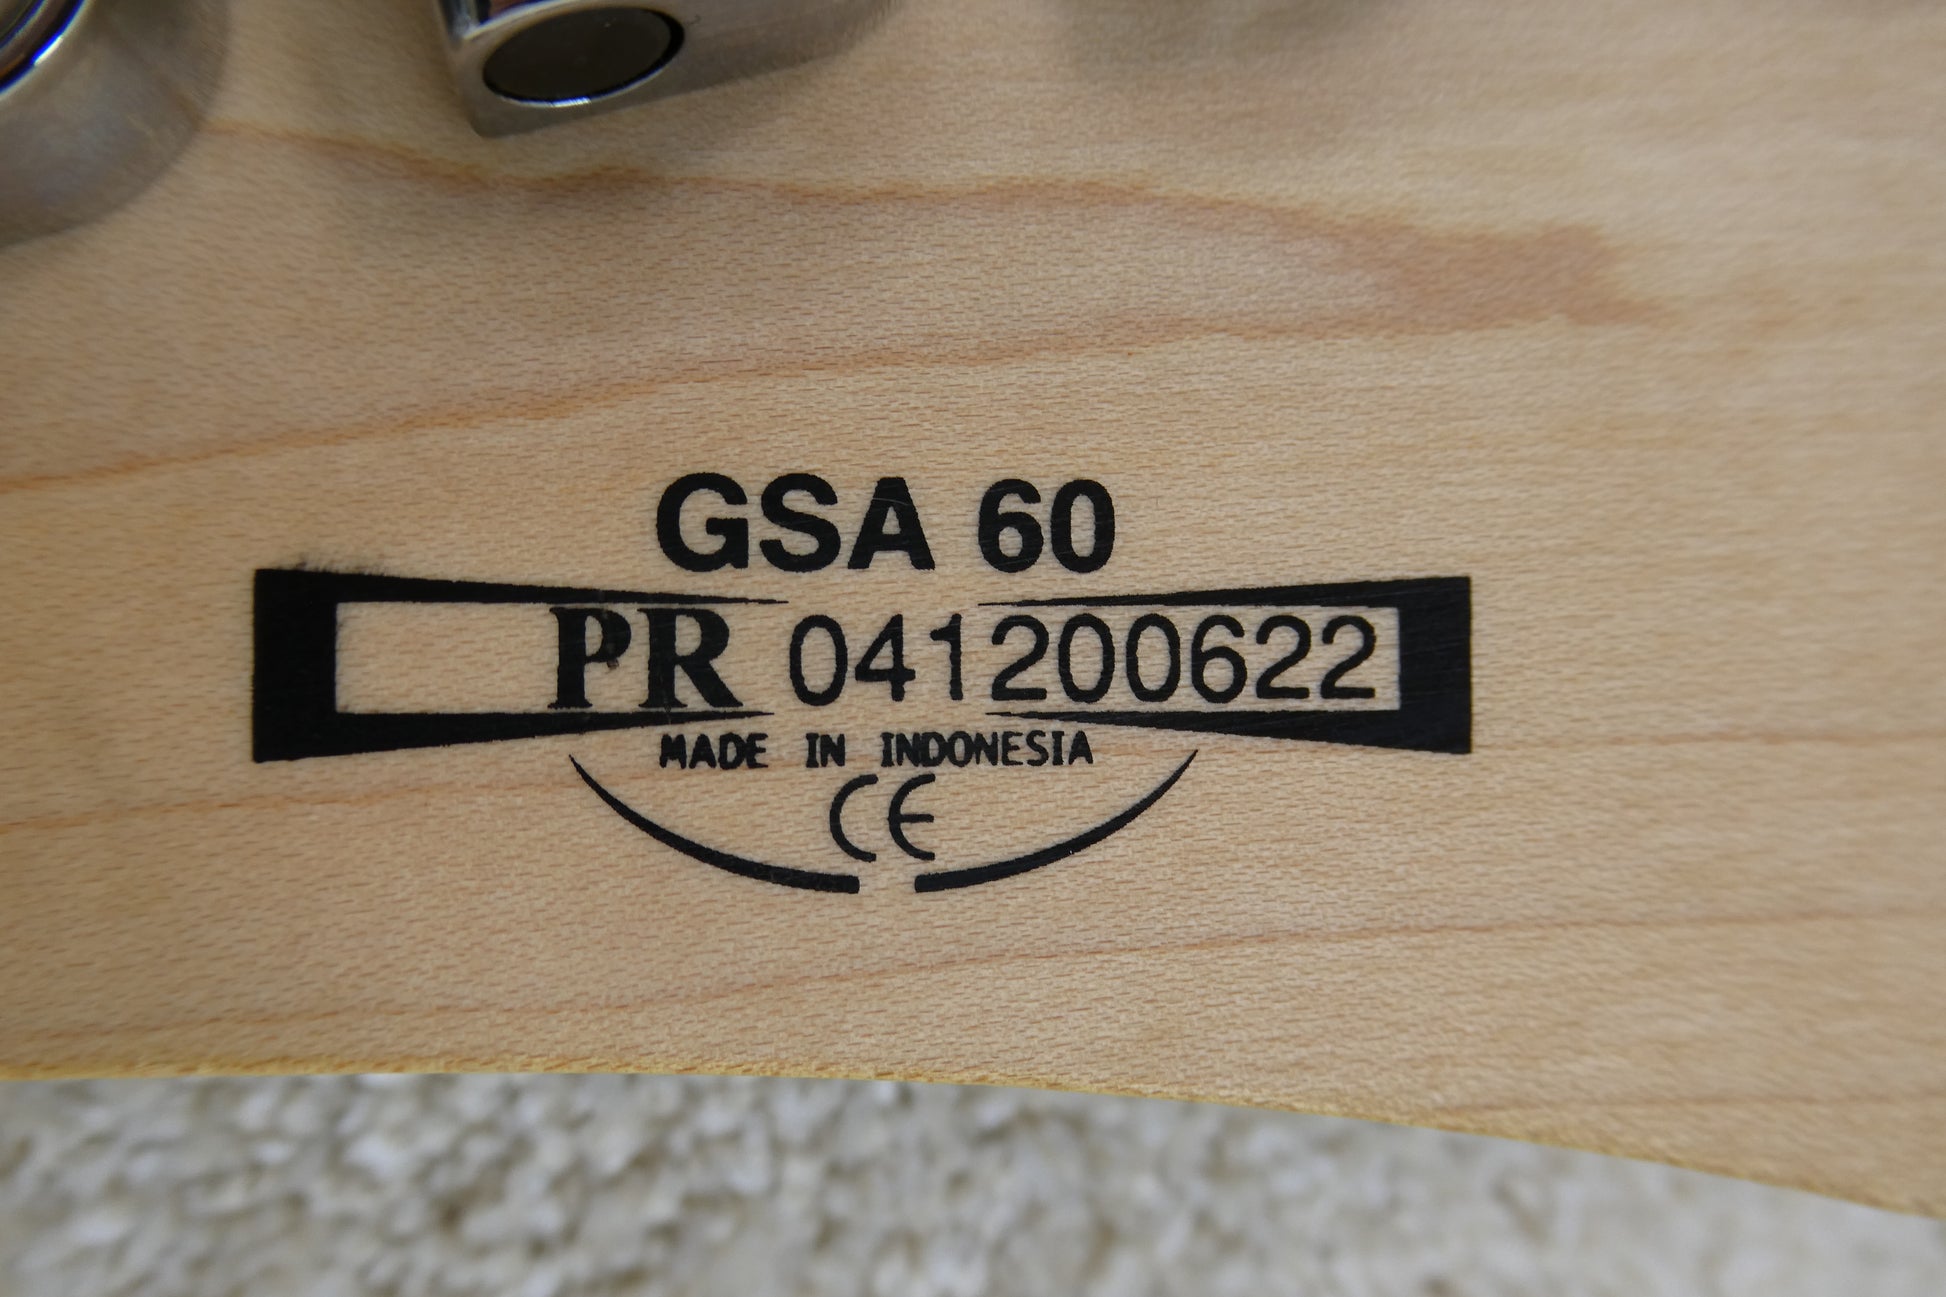 GSA 60
PR 041200622
MADE IN INDONESIA
CE